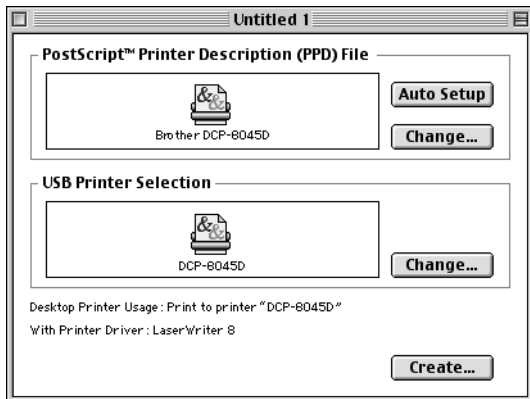 Untitled 1
PostScript™ Printer Description (PPD) File
Auto Setup
Brother DCP-8045D
Change...
USB Printer Selection
DCP-8045D
Change...
Desktop Printer Usage : Print to printer "DCP-8045D"
With Printer Driver : LaserWriter 8
Create...